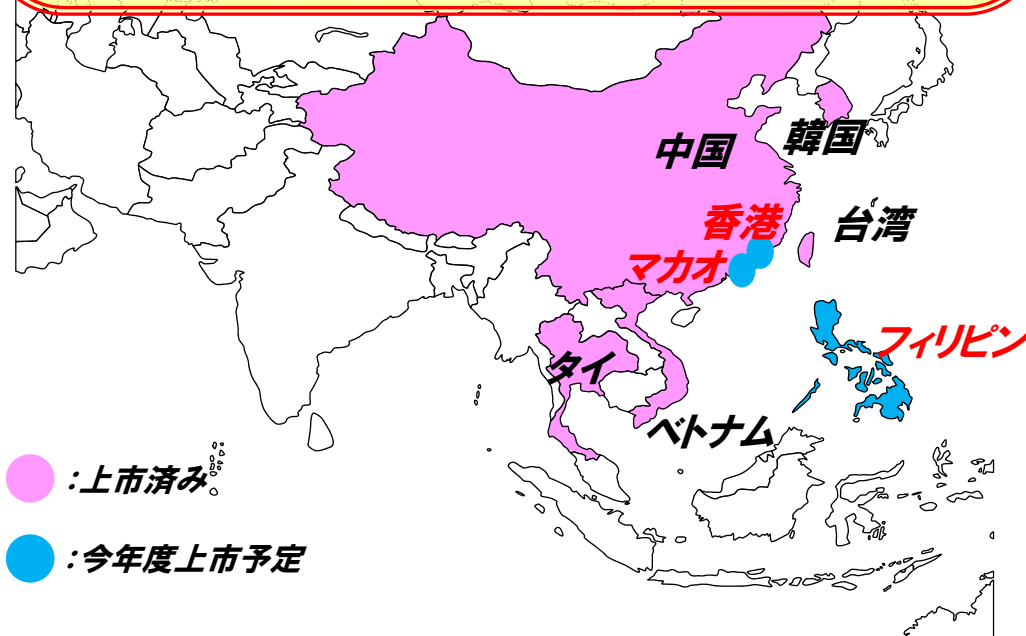 中国
韓国
香港
台湾
マカオ
フィリピン
タイ
ベトナム
：上市済み
：今年度上市予定